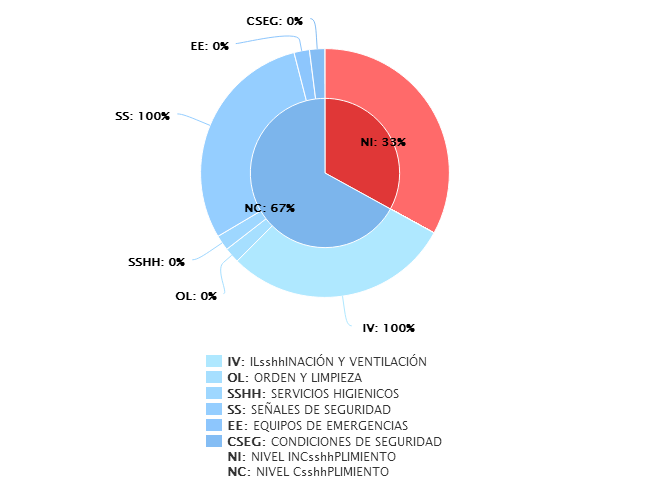 CSEG: 0%
EE: 0%
SS: 100%
NI: 33%
NC: 67%
SSHH: 0%
OL: 0%
IV: 100%
IV: ILsshhINACIÓN Y VENTILACIÓN
OL: ORDEN Y LIMPIEZA
SSHH: SERVICIOS HIGIENICOS
SS: SEÑALES DE SEGURIDAD
EE: EQUIPOS DE EMERGENCIAS
CSEG: CONDICIONES DE SEGURIDAD
NI: NIVEL INCsshhPLIMIENTO
NC: NIVEL CsshhPLIMIENTO